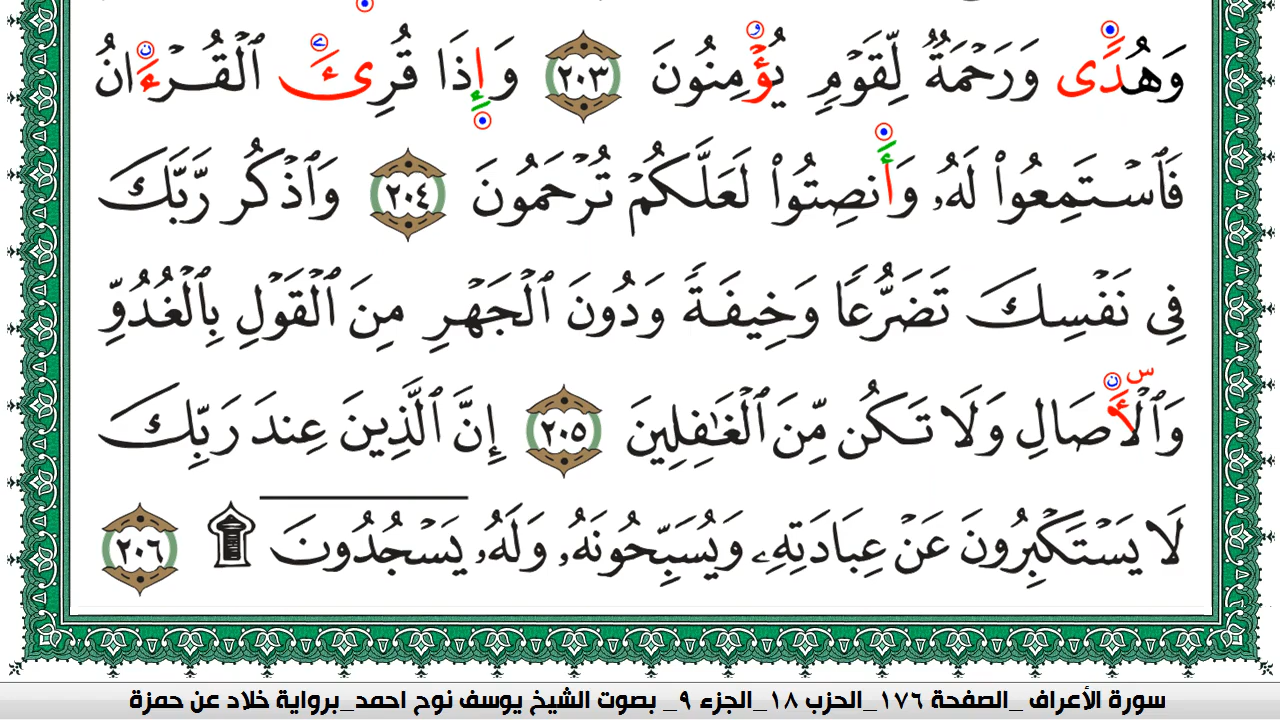 وَهُدًى وَرَحْمَةٌ لِّقَوْمٍ يُؤْمِنُونَ ٢٠٣ وَإِذَا قُرِئَ ٱلْقُرْءَانُ
فَٱسْتَمِعُوا۟ لَهُۥ وَأَنصِتُوا۟ لَعَلَّكُمْ تُرْحَمُونَ ٢٠٤ وَٱذْكُر رَّبَّكَ
فِى نَفْسِكَ تَضَرُّعًا وَخِيفَةً وَدُونَ ٱلْجَهْرِ مِنَ ٱلْقَوْلِ بِٱلْغُدُوِّ
وَٱلْأَصَالِ وَلَا تَكُن مِّنَ ٱلْغَٰفِلِينَ ٢٠٥ إِنَّ ٱلَّذِينَ عِندَ رَبِّكَ
لَا يَسْتَكْبِرُونَ عَنْ عِبَادَتِهِۦ وَيُسَبِّحُونَهُۥ وَلَهُۥ يَسْجُدُونَ ۩ ٢٠٦
سورة الأعراف _الصفحة ١٧٦_الحزب ١٨_الجزء ٩_ بصوت الشيخ يوسف نوح احمد_برواية خلاد عن حمزة